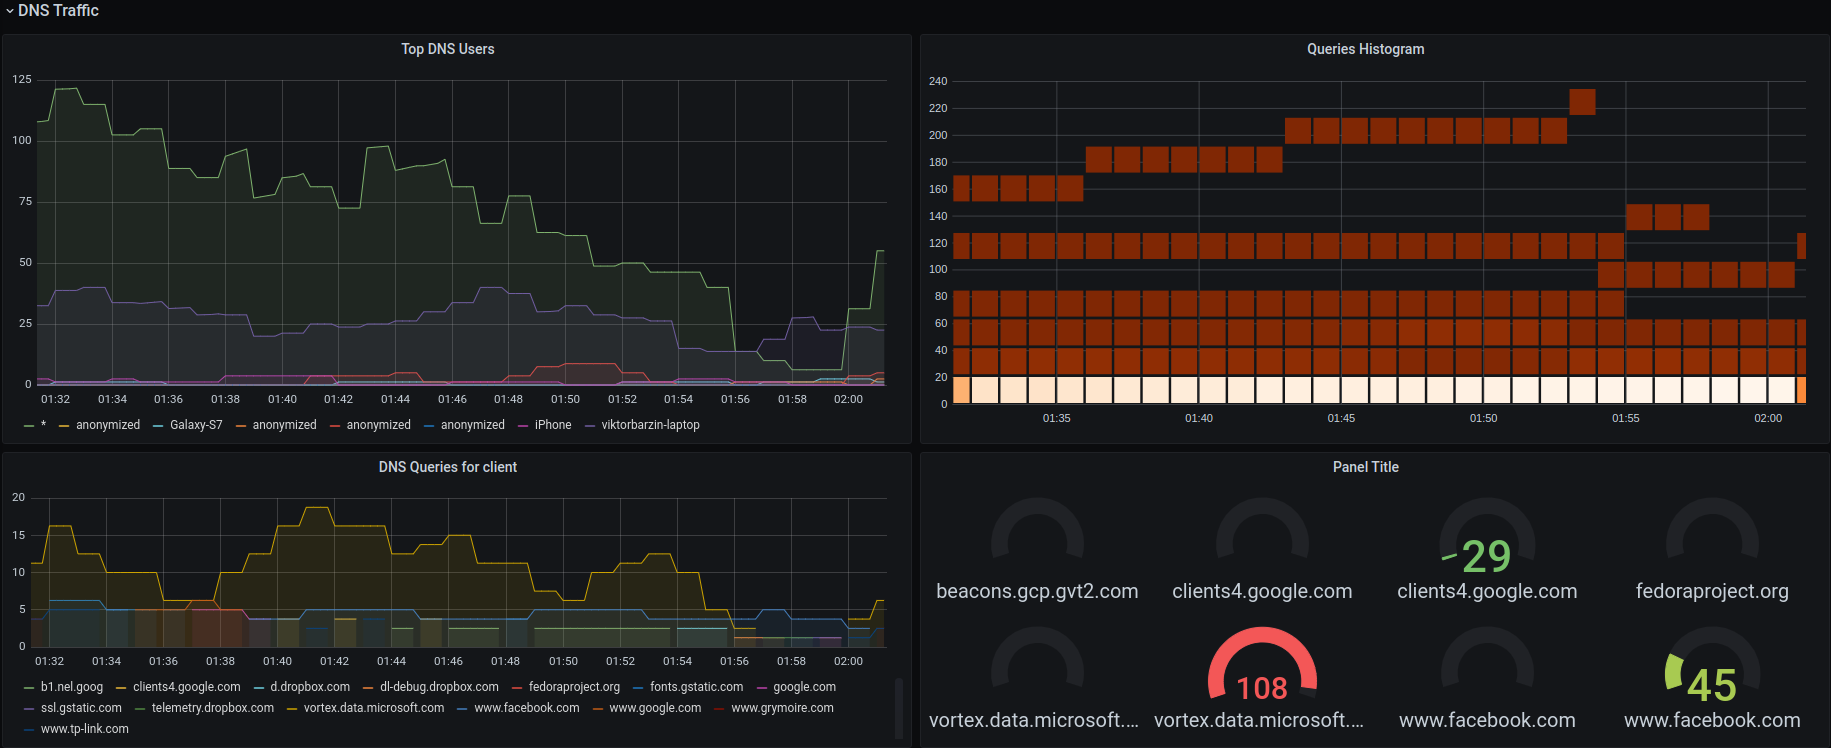 DNS Traffic
Top DNS Users
125
100
75
50
25
0
01:32 01:34 01:36 01:38 01:40 01:42 01:44 01:46 01:48 01:50 01:52 01:54 01:56 01:58 02:00
* anonymized Galaxy-S7 anonymized anonymized anonymized iPhone viktorbarzin-laptop
Queries Histogram
240
220
200
180
160
140
120
100
80
60
40
20
0
01:35 01:40 01:45 01:50 01:55 02:00
DNS Queries for client
20
15
10
5
0
01:32 01:34 01:36 01:38 01:40 01:42 01:44 01:46 01:48 01:50 01:52 01:54 01:56 01:58 02:00
b1.nel.goog clients4.google.com d.dropbox.com dl-debug.dropbox.com fedoraproject.org fonts.gstatic.com google.com
ssl.gstatic.com telemetry.dropbox.com vortex.data.microsoft.com www.facebook.com www.google.com www.grymoire.com
www.tp-link.com
Panel Title
29
beacons.gcp.gvt2.com clients4.google.com clients4.google.com fedoraproject.org
108 45
vortex.data.microsoft.... vortex.data.microsoft.... www.facebook.com www.facebook.com